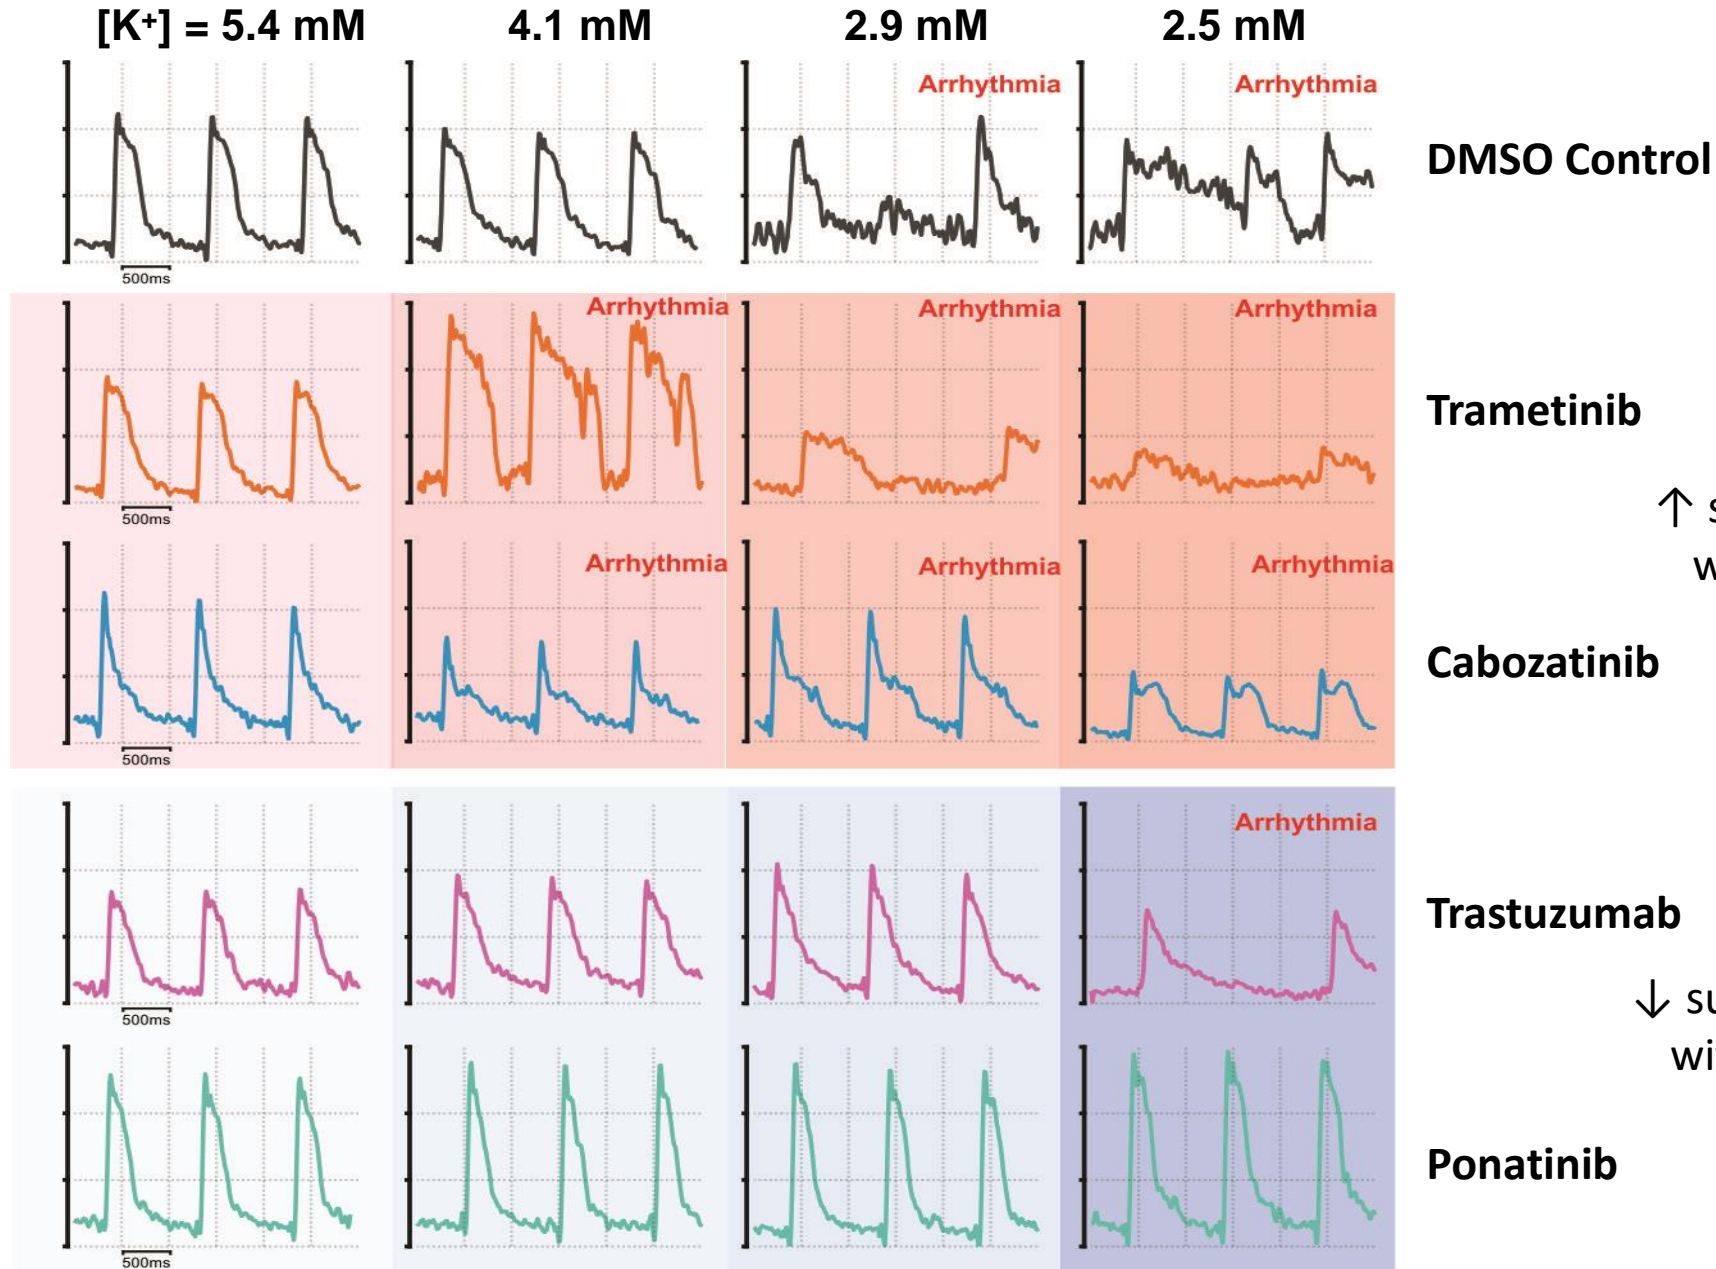 [K⁺] = 5.4 mM 4.1 mM 2.9 mM 2.5 mM
Arrhythmia Arrhythmia
DMSO Control
500ms
Arrhythmia Arrhythmia Arrhythmia
Trametinib
500ms
↑
Arrhythmia Arrhythmia Arrhythmia
Cabozatinib
500ms
Arrhythmia
Trastuzumab
↓
500ms
Ponatinib
500ms